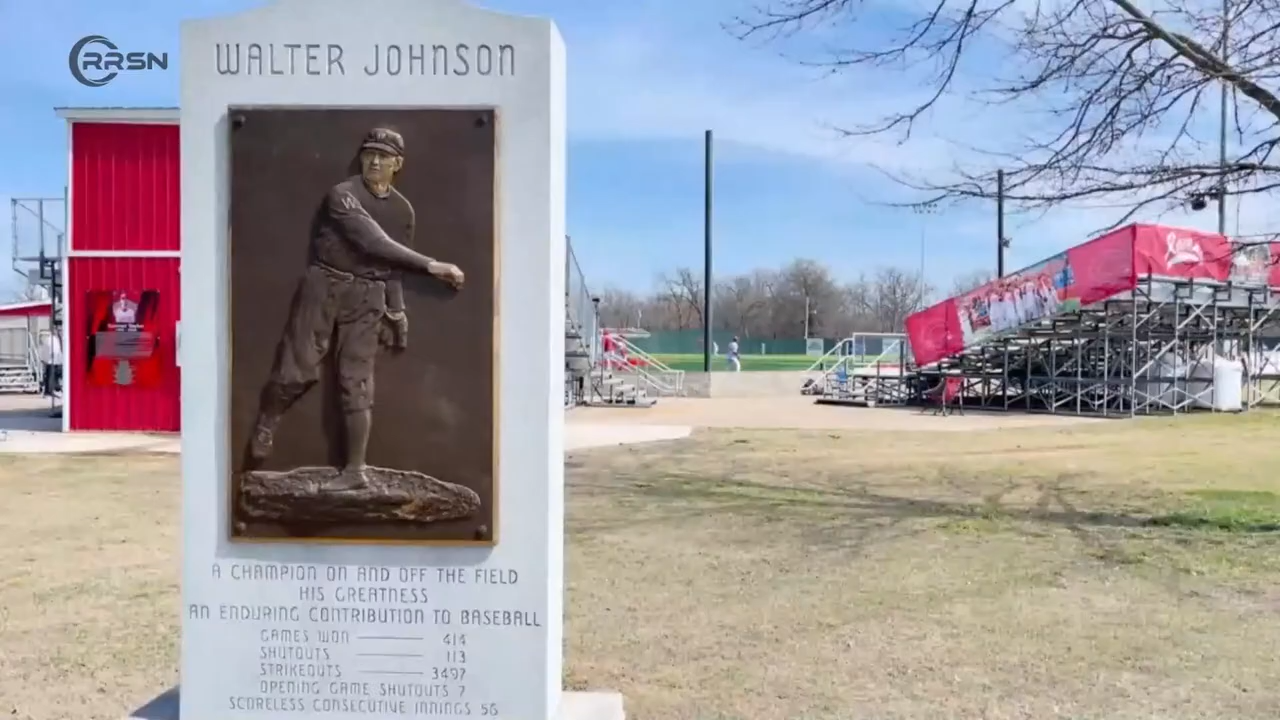 RRSN
WALTER JOHNSON
W
A CHAMPION ON AND OFF THE FIELD
HIS GREATNESS
AN ENDURING CONTRIBUTION TO BASEBALL
GAMES WON 414
SHUTOUTS 113
STRIKEOUTS 3497
OPENING GAME SHUTOUTS 7
SCORELESS CONSECUTIVE INNINGS 56